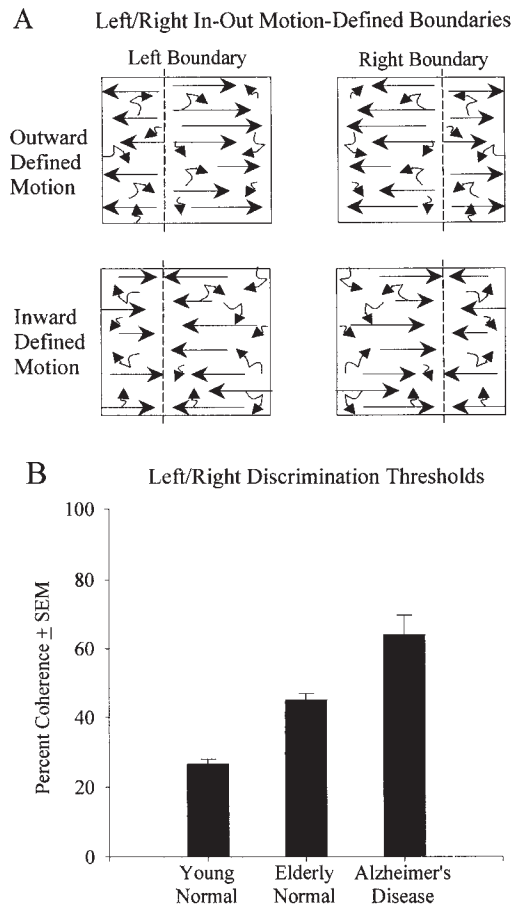 A Left/Right In-Out Motion-Defined Boundaries
Left Boundary Right Boundary
Outward
Defined
Motion
Inward
Defined
Motion
B Left/Right Discrimination Thresholds
Percent Coherence ± SEM
100
80
60
40
20
0
Young
Normal
Elderly
Normal
Alzheimer's
Disease